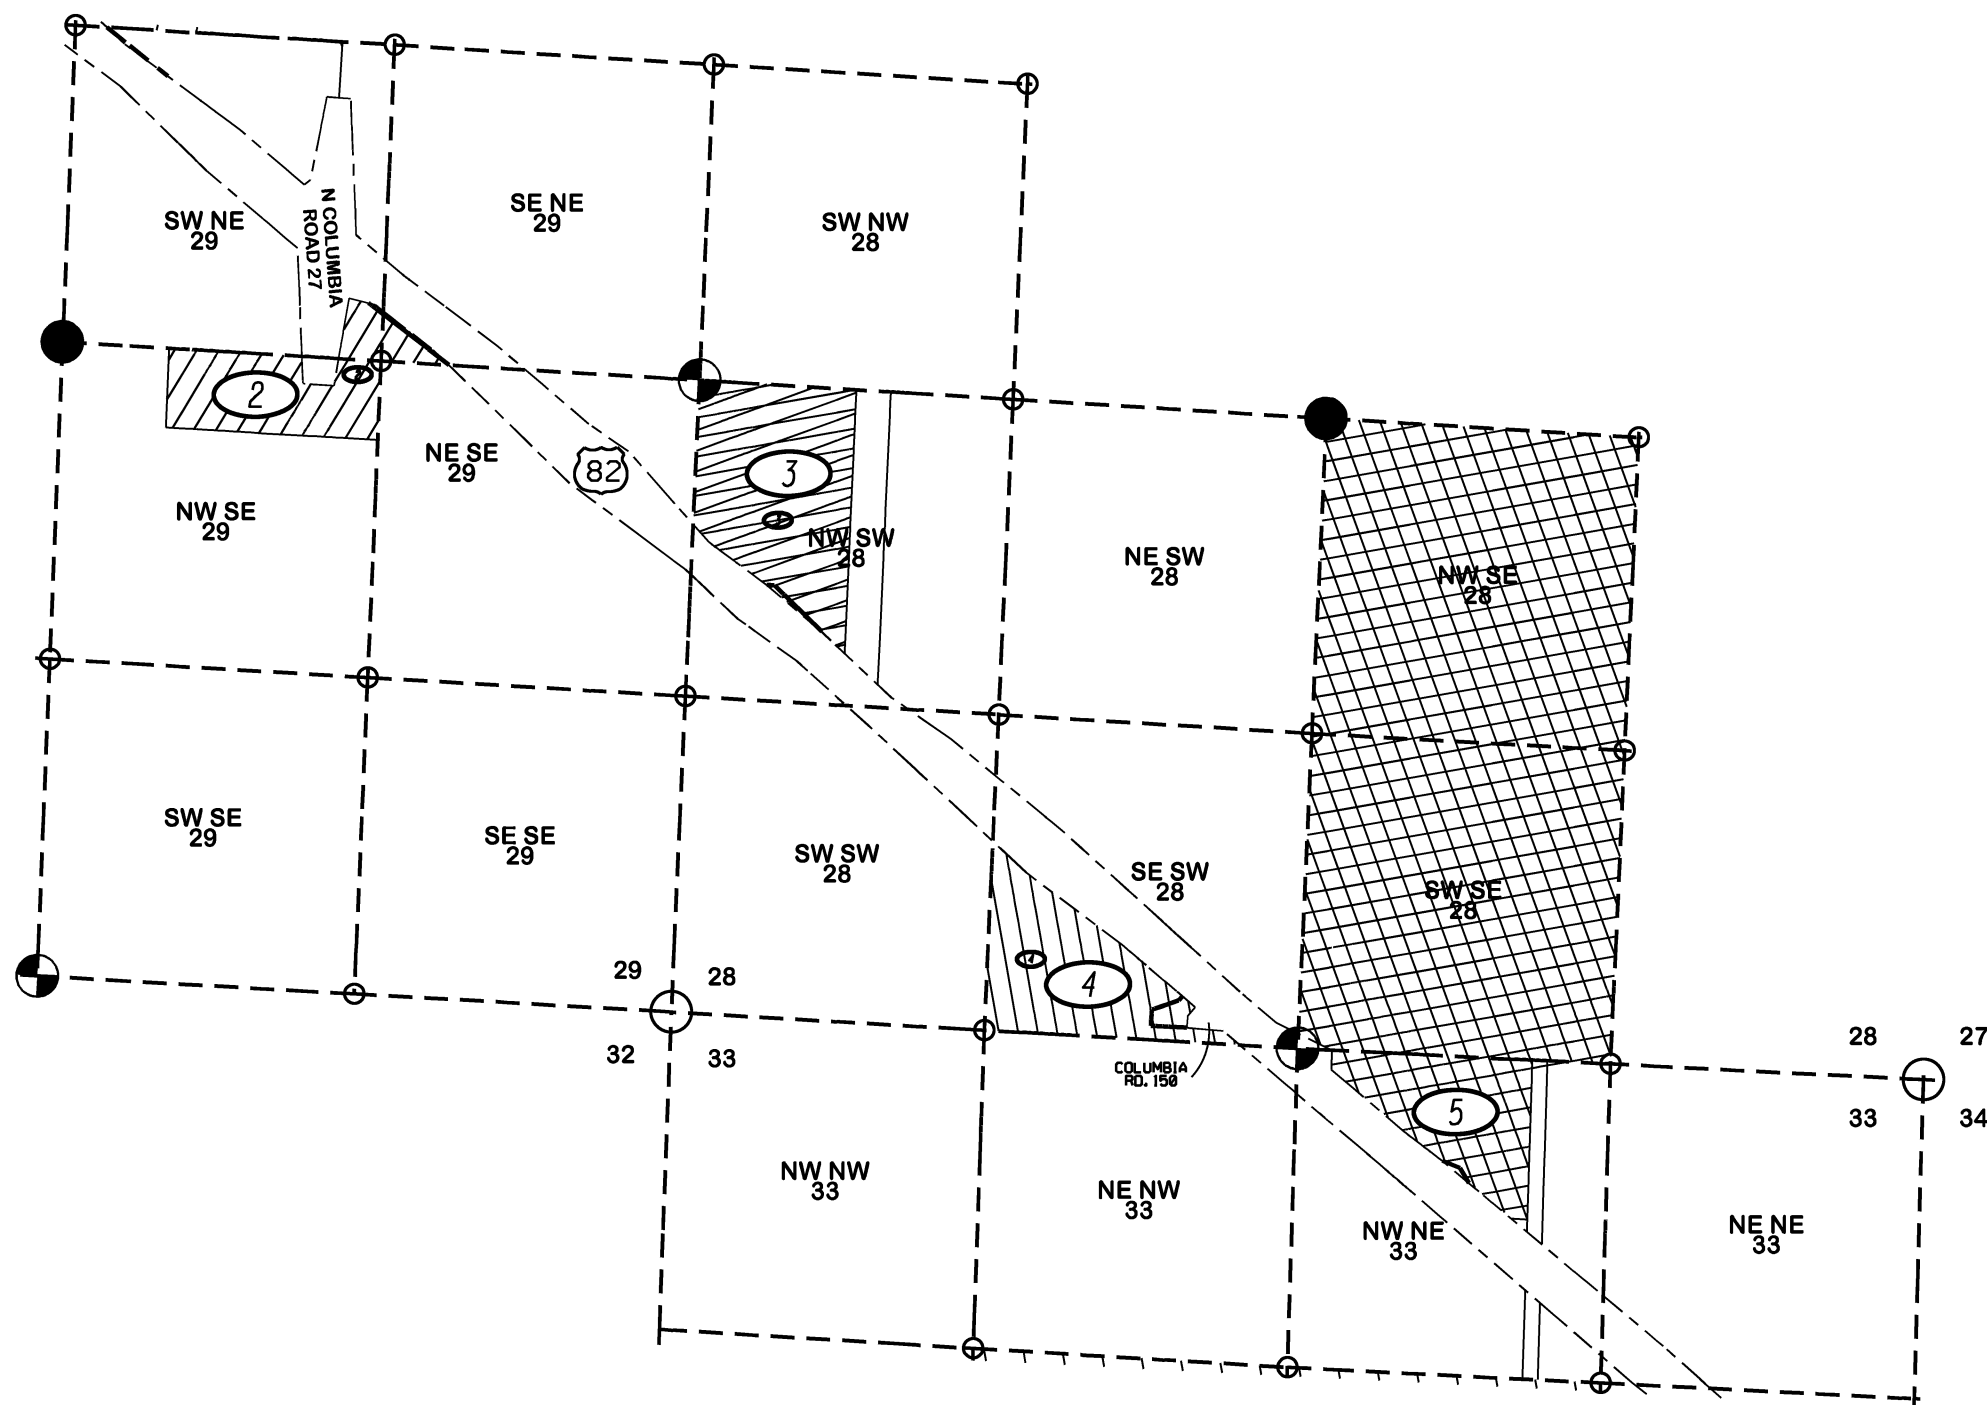 SW NE
29
N COLUMBIA
ROAD 27
SE NE
29
SW NW
28
2
NE SE
29
82
3
NW SE
29
NW SW
28
NE SW
28
NW SE
28
SW SE
29
SE SE
29
SW SW
28
SE SW
28
SW SE
28
29
28
32
33
4
COLUMBIA
RD. 150
5
28
27
33
34
NW NW
33
NE NW
33
NW NE
33
NE NE
33